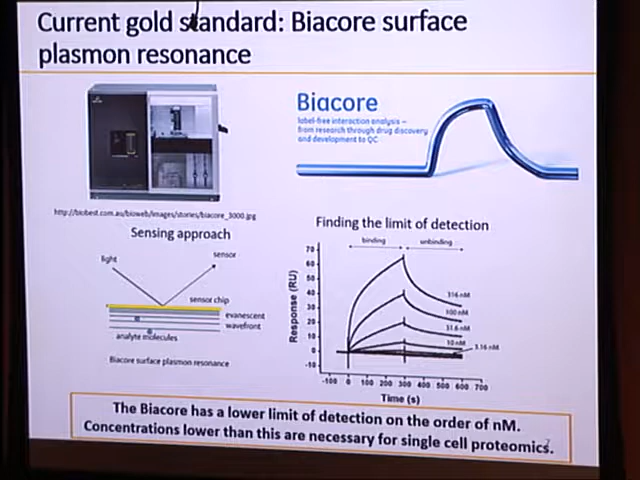 Current gold standard: Biacore surface
plasmon resonance
Biacore
label-free interaction analysis –
from research through drug discovery
and development to QC
http://biobest.com.au/bioweb/images/stories/biacore_3000.jpg
Sensing approach
light
sensor
sensor chip
evanescent
wavefront
analyte molecules
Biacore surface plasmon resonance
Finding the limit of detection
binding
unbinding
Response (RU)
70
60
50
40
30
20
10
0
-10
316 nM
100 nM
31.6 nM
10 nM
3.16 nM
-100 0 100 200 300 400 500 600 700
Time (s)
The Biacore has a lower limit of detection on the order of nM.
Concentrations lower than this are necessary for single cell proteomics.
7